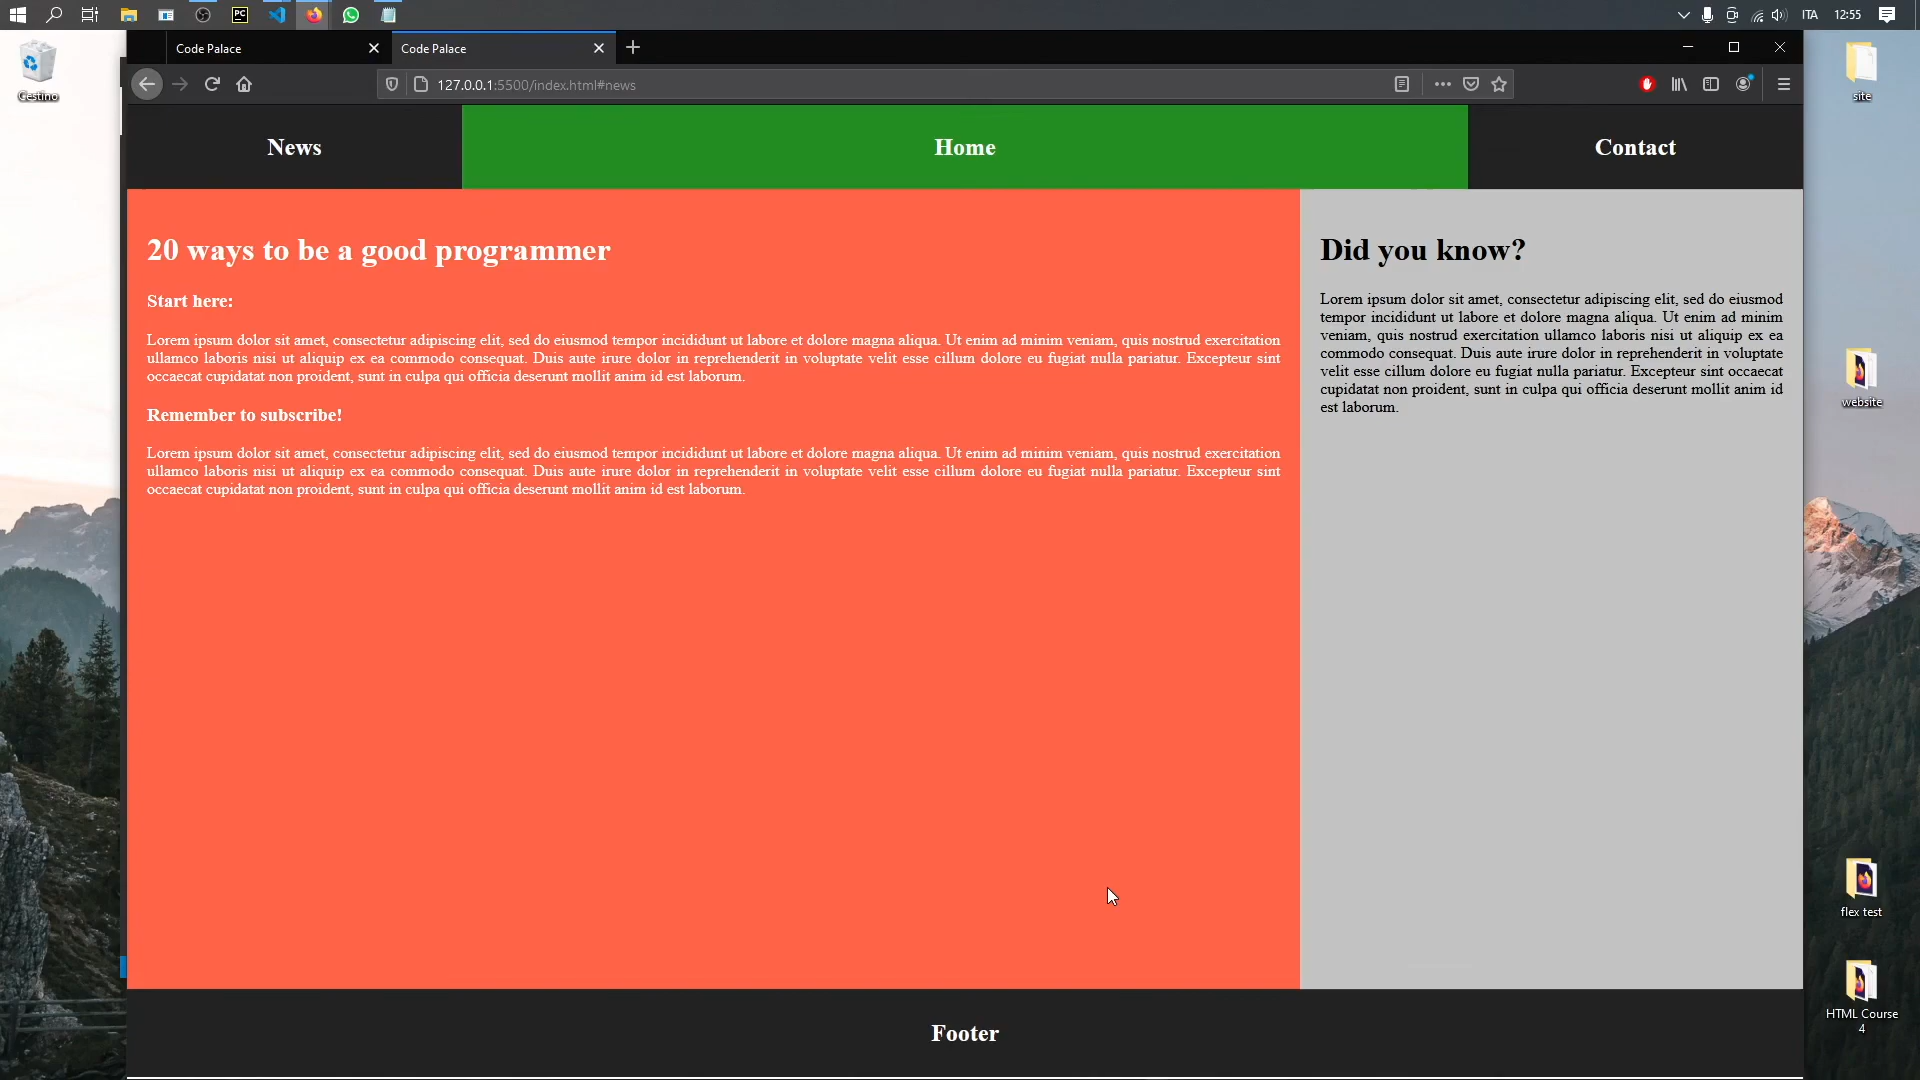 PC
ITA
12:55
Code Palace
Code Palace
127.0.0.1:5500/index.html#news
Cestino
site
website
flex test
HTML Course
4
News
Home
Contact
20 ways to be a good programmer
Start here:
Lorem ipsum dolor sit amet, consectetur adipiscing elit, sed do eiusmod tempor incididunt ut labore et dolore magna aliqua. Ut enim ad minim veniam, quis nostrud exercitation
ullamco laboris nisi ut aliquip ex ea commodo consequat. Duis aute irure dolor in reprehenderit in voluptate velit esse cillum dolore eu fugiat nulla pariatur. Excepteur sint
occaecat cupidatat non proident, sunt in culpa qui officia deserunt mollit anim id est laborum.
Remember to subscribe!
Lorem ipsum dolor sit amet, consectetur adipiscing elit, sed do eiusmod tempor incididunt ut labore et dolore magna aliqua. Ut enim ad minim veniam, quis nostrud exercitation
ullamco laboris nisi ut aliquip ex ea commodo consequat. Duis aute irure dolor in reprehenderit in voluptate velit esse cillum dolore eu fugiat nulla pariatur. Excepteur sint
occaecat cupidatat non proident, sunt in culpa qui officia deserunt mollit anim id est laborum.
Did you know?
Lorem ipsum dolor sit amet, consectetur adipiscing elit, sed do eiusmod
tempor incididunt ut labore et dolore magna aliqua. Ut enim ad minim
veniam, quis nostrud exercitation ullamco laboris nisi ut aliquip ex ea
commodo consequat. Duis aute irure dolor in reprehenderit in voluptate
velit esse cillum dolore eu fugiat nulla pariatur. Excepteur sint occaecat
cupidatat non proident, sunt in culpa qui officia deserunt mollit anim id
est laborum.
Footer